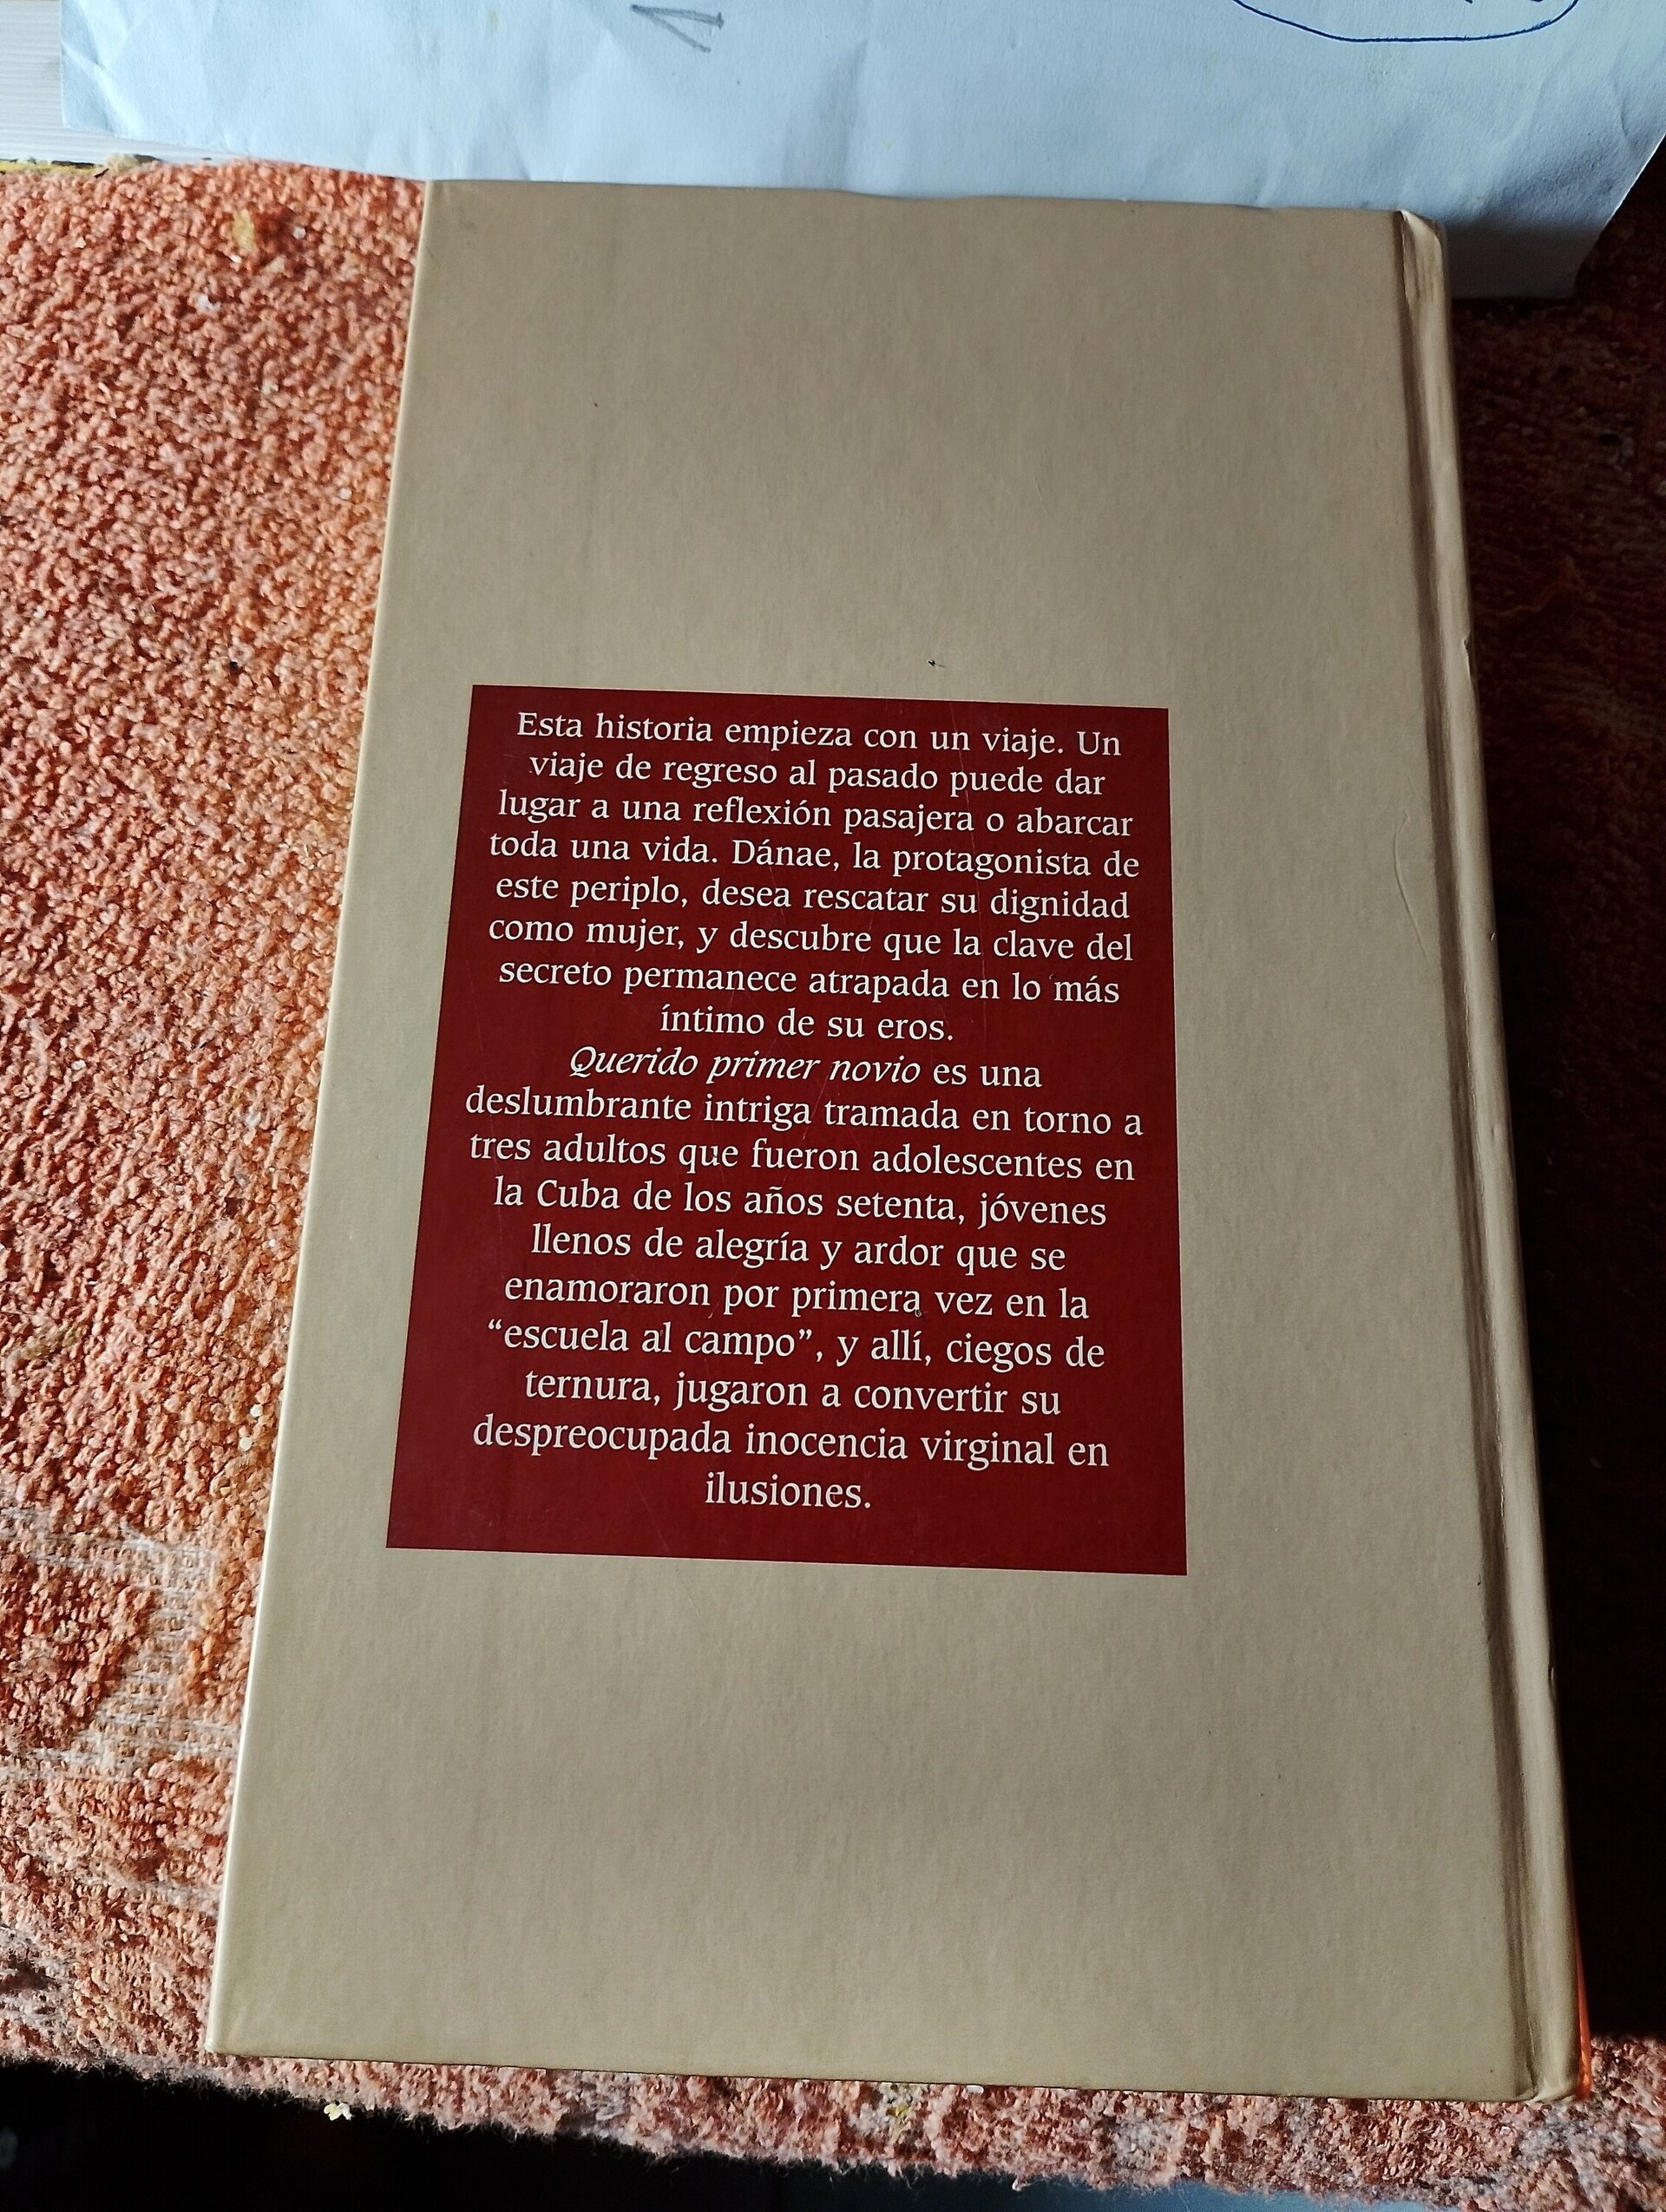 Esta historia empieza con un viaje. Un
viaje de regreso al pasado puede dar
lugar a una reflexión pasajera o abarcar
toda una vida. Dánae, la protagonista de
este periplo, desea rescatar su dignidad
como mujer, y descubre que la clave del
secreto permanece atrapada en lo más
íntimo de su eros.
Querido primer novio es una
deslumbrante intriga tramada en torno a
tres adultos que fueron adolescentes en
la Cuba de los años setenta, jóvenes
llenos de alegría y ardor que se
enamoraron por primera vez en la
“escuela al campo”, y allí, ciegos de
ternura, jugaron a convertir su
despreocupada inocencia virginal en
ilusiones.